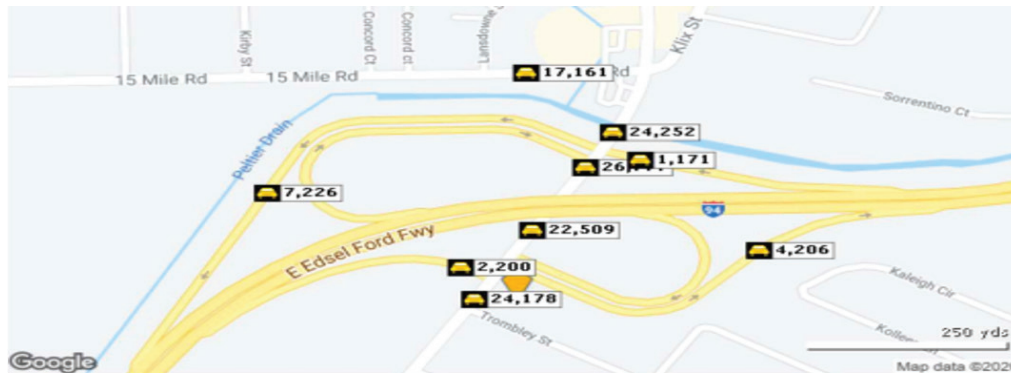 Kirby St
Concord Ct
Concord ct
Lansdowne
Klix St
15 Mile Rd
15 Mile Rd
17,161
Rd
Sorrentino Ct
Peltier Drain
24,252
1,171
7,226
94
E Edsel Ford Fwy
22,509
4,206
2,200
24,178
Trombley St
Kaleigh Cir
250 yds
Google
Map data